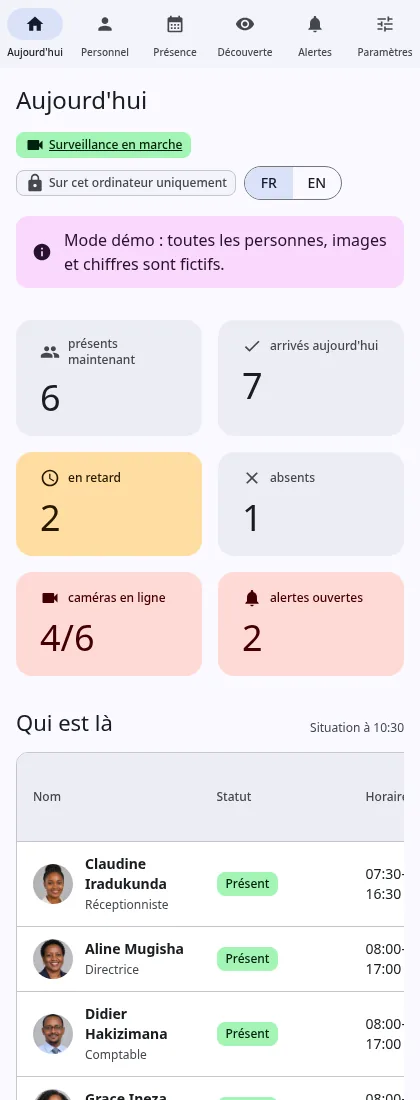 Aujourd'hui
Personnel
Présence
Découverte
Alertes
Paramètres
Aujourd'hui
Surveillance en marche
Sur cet ordinateur uniquement
FR
EN
Mode démo : toutes les personnes, images
et chiffres sont fictifs.
présents
maintenant
6
arrivés aujourd'hui
7
en retard
2
absents
1
caméras en ligne
4/6
alertes ouvertes
2
Qui est là
Situation à 10:30
Nom
Statut
Horaire
Claudine
Iradukunda
Réceptionniste
Présent
07:30-
16:30
Aline Mugisha
Directrice
Présent
08:00-
17:00
Didier
Hakizimana
Comptable
Présent
08:00-
17:00
Grace Ineza
08:00-